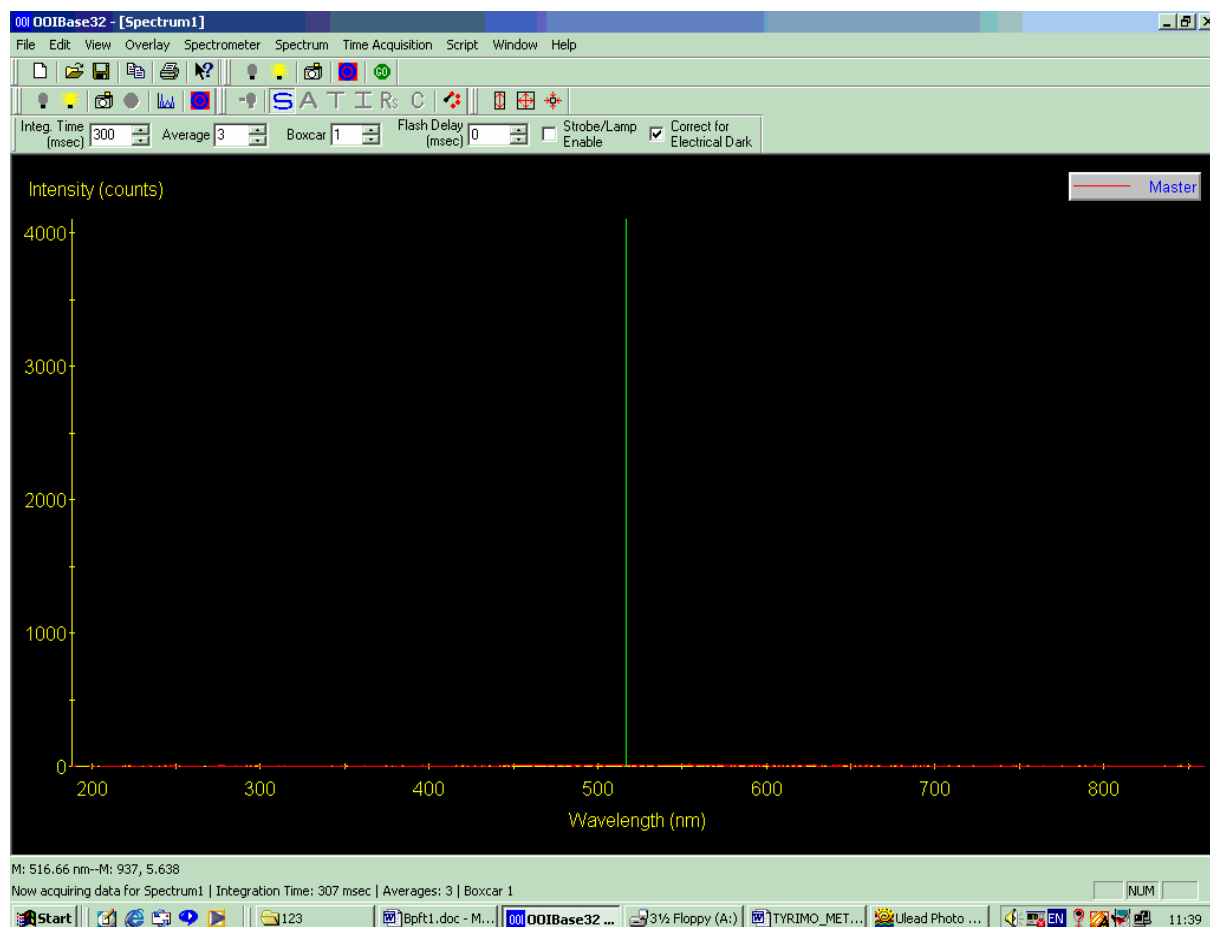 OOIBase32 - [Spectrum1]
File Edit View Overlay Spectrometer Spectrum Time Acquisition Script Window Help
GO
S A T I Rs C
Integ. Time (msec) 300 Average 3 Boxcar 1 Flash Delay (msec) 0 Strobe/Lamp Enable Correct for Electrical Dark
Intensity (counts)
Master
4000
3000
2000
1000
0
200 300 400 500 600 700 800
Wavelength (nm)
M: 516.66 nm--M: 937, 5.638
Now acquiring data for Spectrum1 | Integration Time: 307 msec | Averages: 3 | Boxcar 1
NUM
Start 123 Bpft1.doc - M... OOIBase32 ... 3½ Floppy (A:) TYRIMO_MET... Ulead Photo ... EN 11:39